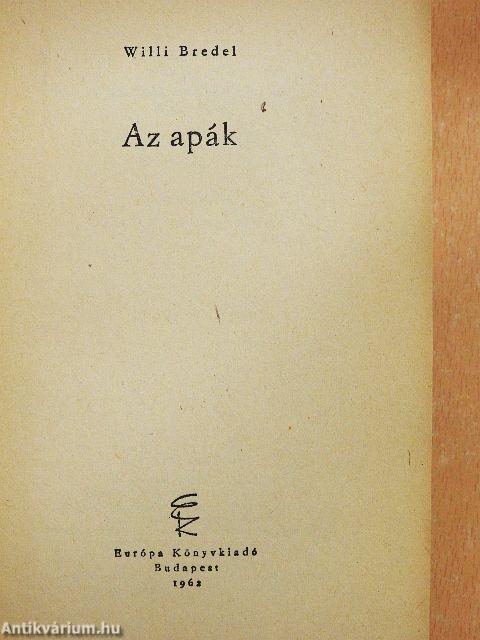 Willi Bredel
Az apák
Európa Könyvkiadó
Budapest
1962
Antikvárium.hu